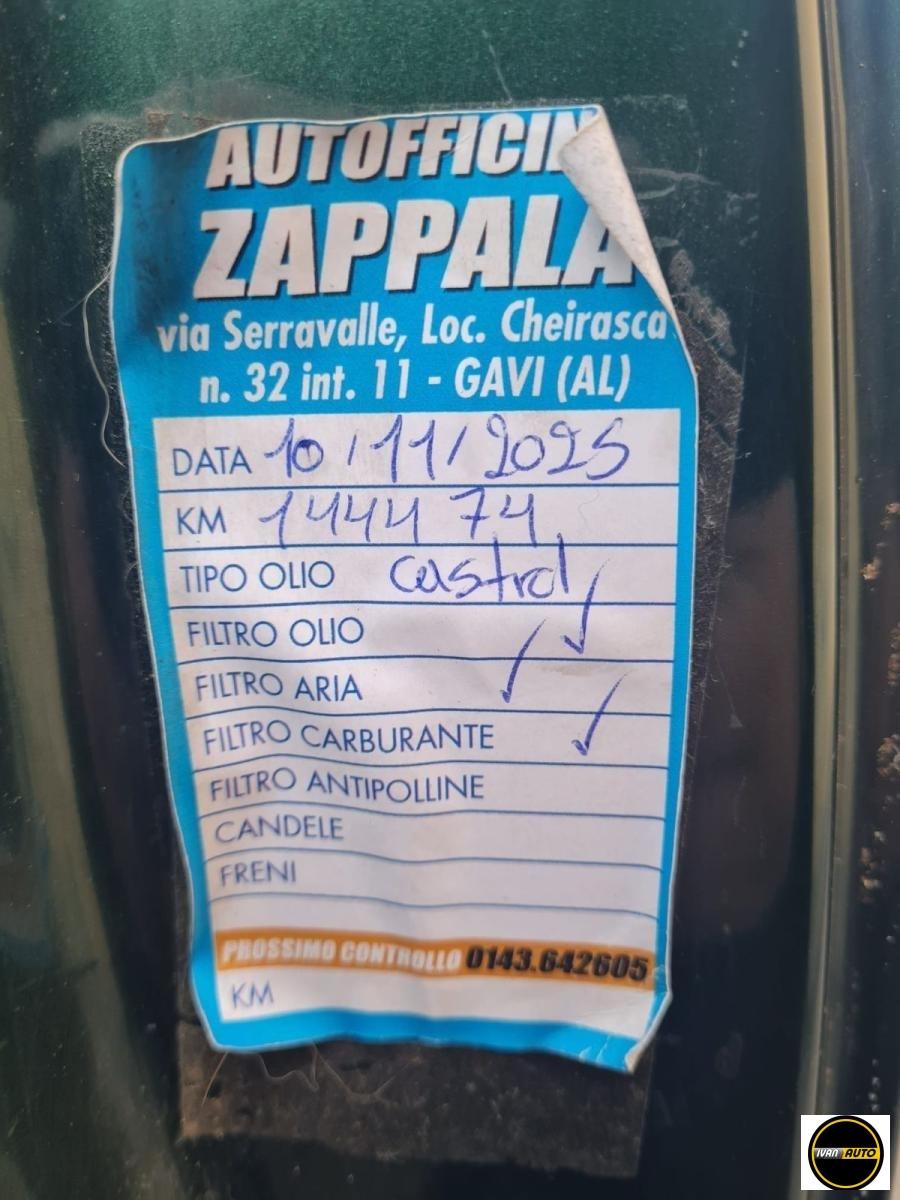 AUTOFFICIN
ZAPPALA
via Serravalle, Loc. Cheirasca
n. 32 int. 11 - GAVI (AL)
DATA 10/11/2025
KM 144474
TIPO OLIO castrol
FILTRO OLIO ✓
FILTRO ARIA ✓
FILTRO CARBURANTE ✓
FILTRO ANTIPOLLINE
CANDELE
FRENI
PROSSIMO CONTROLLO 0143.642605
KM
IVAN AUTO